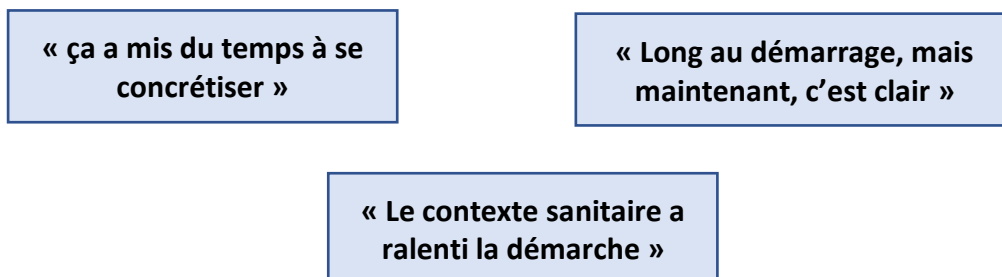 « ça a mis du temps à se
concrétiser »
« Long au démarrage, mais
maintenant, c’est clair »
« Le contexte sanitaire a
ralenti la démarche »